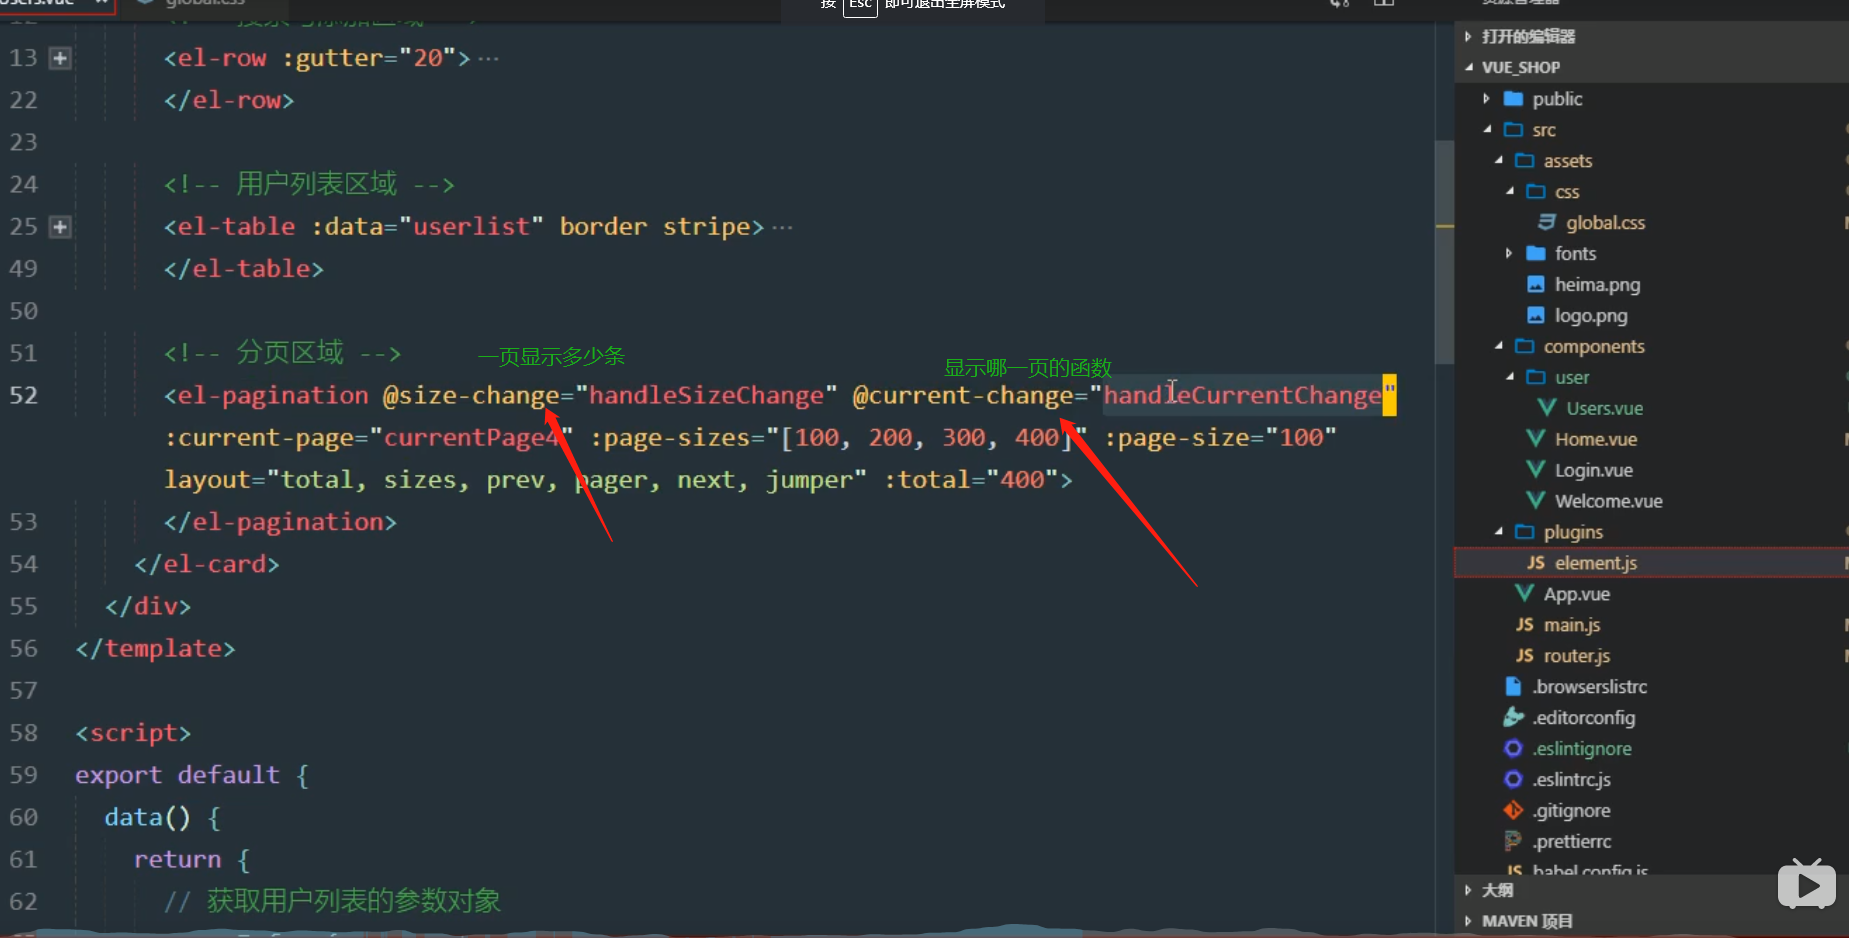 按 Esc 即可退出全屏模式
Users.vue
global.css
资源管理器
打开的编辑器
VUE_SHOP
13 <el-row :gutter="20"> ...
22 </el-row>
23
24 <!-- 用户列表区域 -->
25 <el-table :data="userlist" border stripe> ...
49 </el-table>
50
51 <!-- 分页区域 -->
一页显示多少条
显示哪一页的函数
52 <el-pagination @size-change="handleSizeChange" @current-change="handleCurrentChange"
:current-page="currentPage4" :page-sizes="[100, 200, 300, 400]" :page-size="100"
layout="total, sizes, prev, pager, next, jumper" :total="400">
53 </el-pagination>
54 </el-card>
55 </div>
56 </template>
57
58 <script>
59 export default {
60 data() {
61 return {
62 // 获取用户列表的参数对象
public
src
assets
css
global.css
fonts
heima.png
logo.png
components
user
Users.vue
Home.vue
Login.vue
Welcome.vue
plugins
JS element.js
App.vue
JS main.js
JS router.js
.browserslistrc
.editorconfig
.eslintignore
.eslintrc.js
.gitignore
.prettierrc
JS babel.config.js
大纲
MAVEN 项目